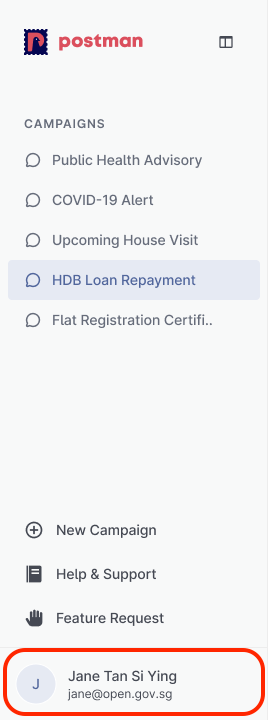 postman
CAMPAIGNS
Public Health Advisory
COVID-19 Alert
Upcoming House Visit
HDB Loan Repayment
Flat Registration Certifi..
New Campaign
Help & Support
Feature Request
J
Jane Tan Si Ying
jane@open.gov.sg